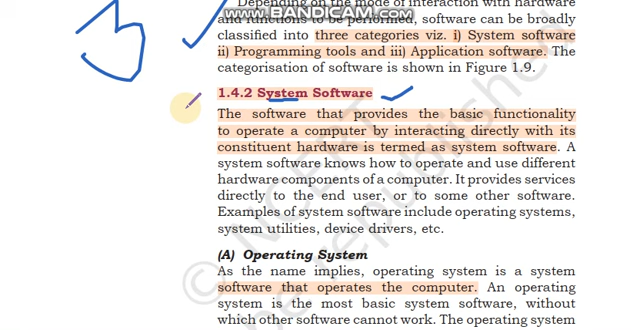 Depending on the mode of interaction with hardware
WWW.BANDICAM.COM
and functions to be performed, software can be broadly
classified into three categories viz. i) System software
ii) Programming tools and iii) Application software. The
categorisation of software is shown in Figure 1.9.
1.4.2 System Software
The software that provides the basic functionality
to operate a computer by interacting directly with its
constituent hardware is termed as system software. A
system software knows how to operate and use different
hardware components of a computer. It provides services
directly to the end user, or to some other software.
Examples of system software include operating systems,
system utilities, device drivers, etc.
(A) Operating System
As the name implies, operating system is a system
software that operates the computer. An operating
system is the most basic system software, without
which other software cannot work. The operating system
© NCERT
republished
3